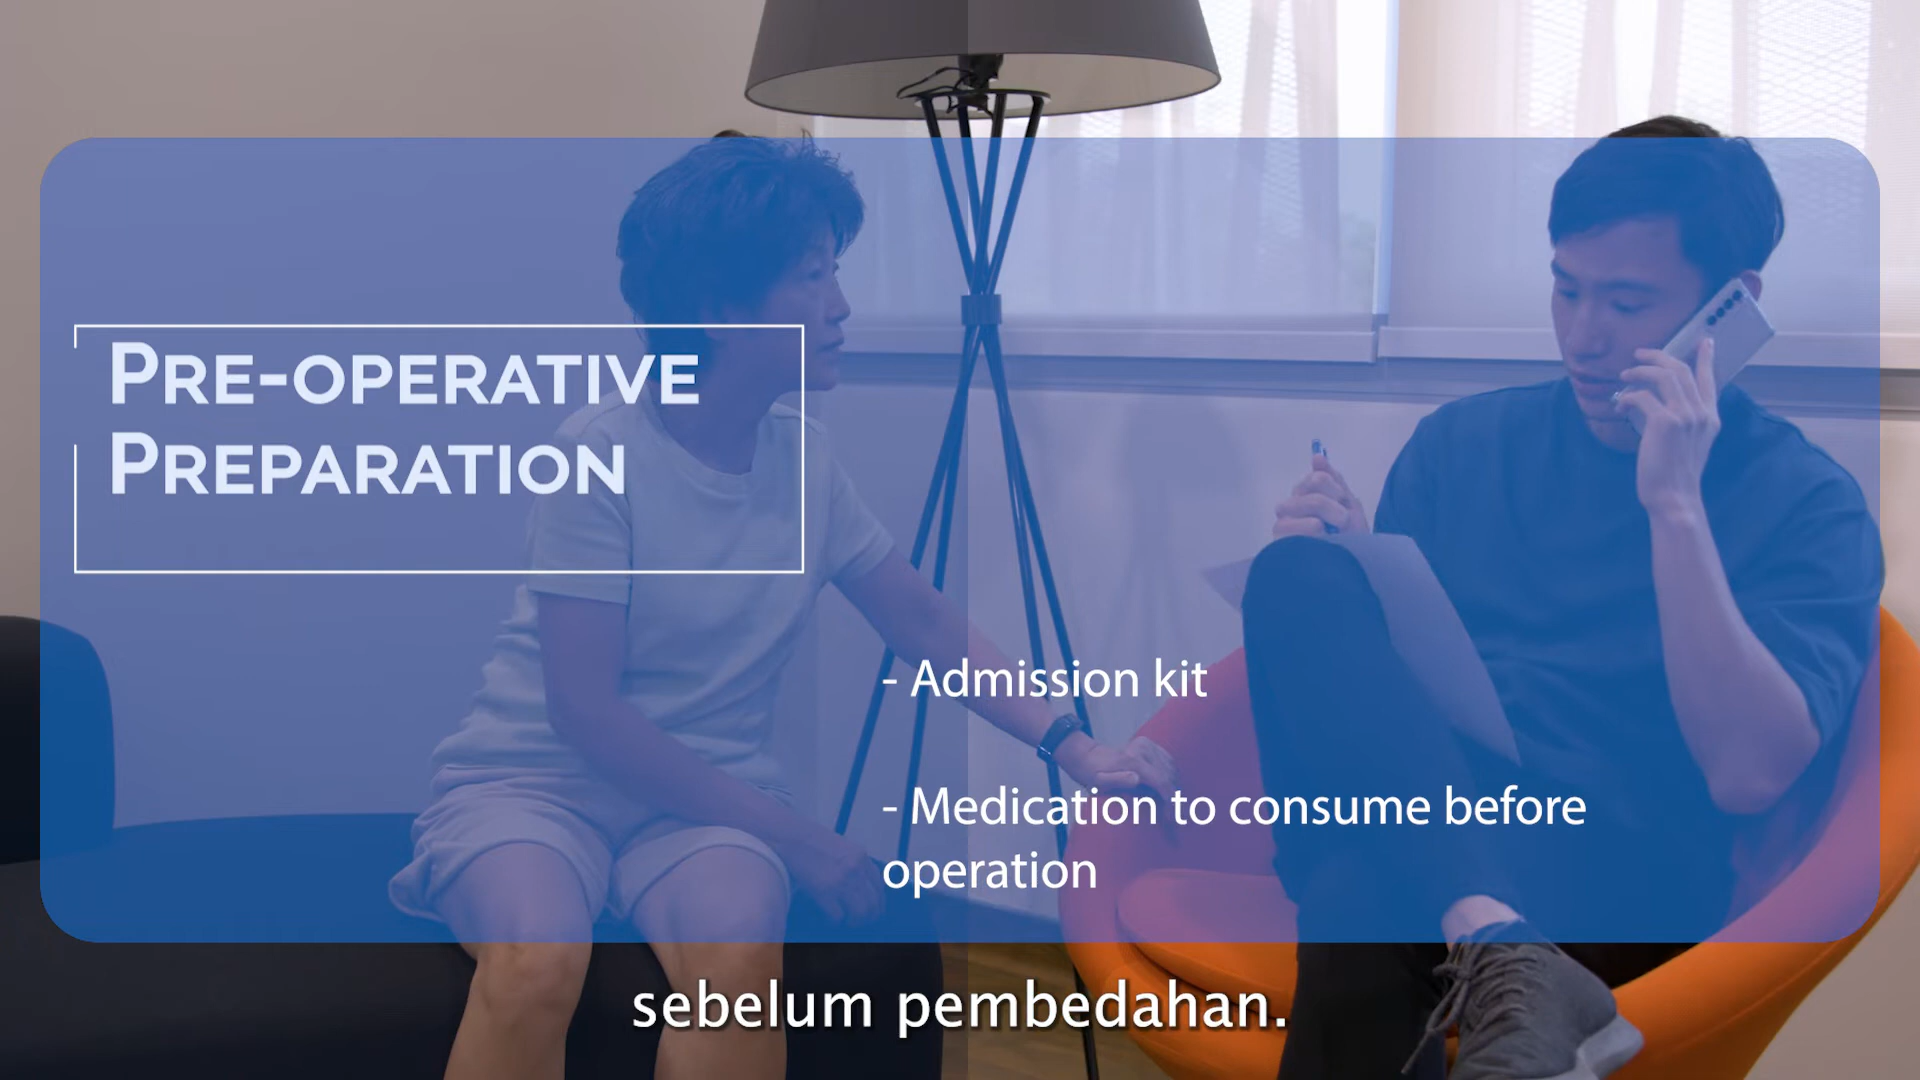 PRE-OPERATIVE
PREPARATION
- Admission kit
- Medication to consume before
operation
sebelum pembedahan.